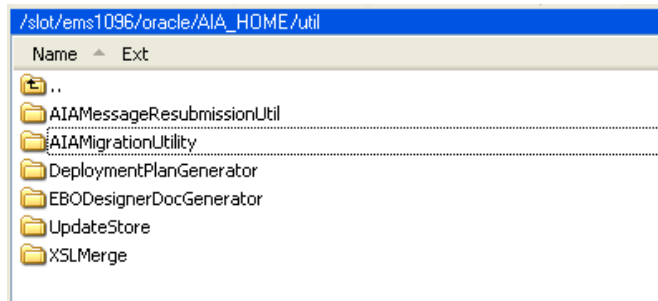 /slot/ems1096/oracle/AIA_HOME/util
Name Ext
..
AIAMessageResubmissionUtil
AIAMigrationUtility
DeploymentPlanGenerator
EBODesignerDocGenerator
UpdateStore
XSLMerge